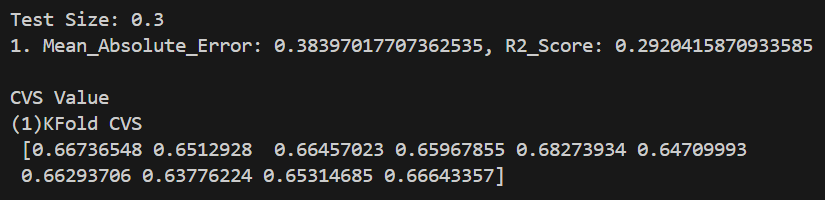 Test Size: 0.3
1. Mean_Absolute_Error: 0.38397017707362535, R2_Score: 0.2920415870933585
CVS Value
(1)KFold CVS
[0.66736548 0.6512928  0.66457023 0.65967855 0.68273934 0.64709993
0.66293706 0.63776224 0.65314685 0.66643357]